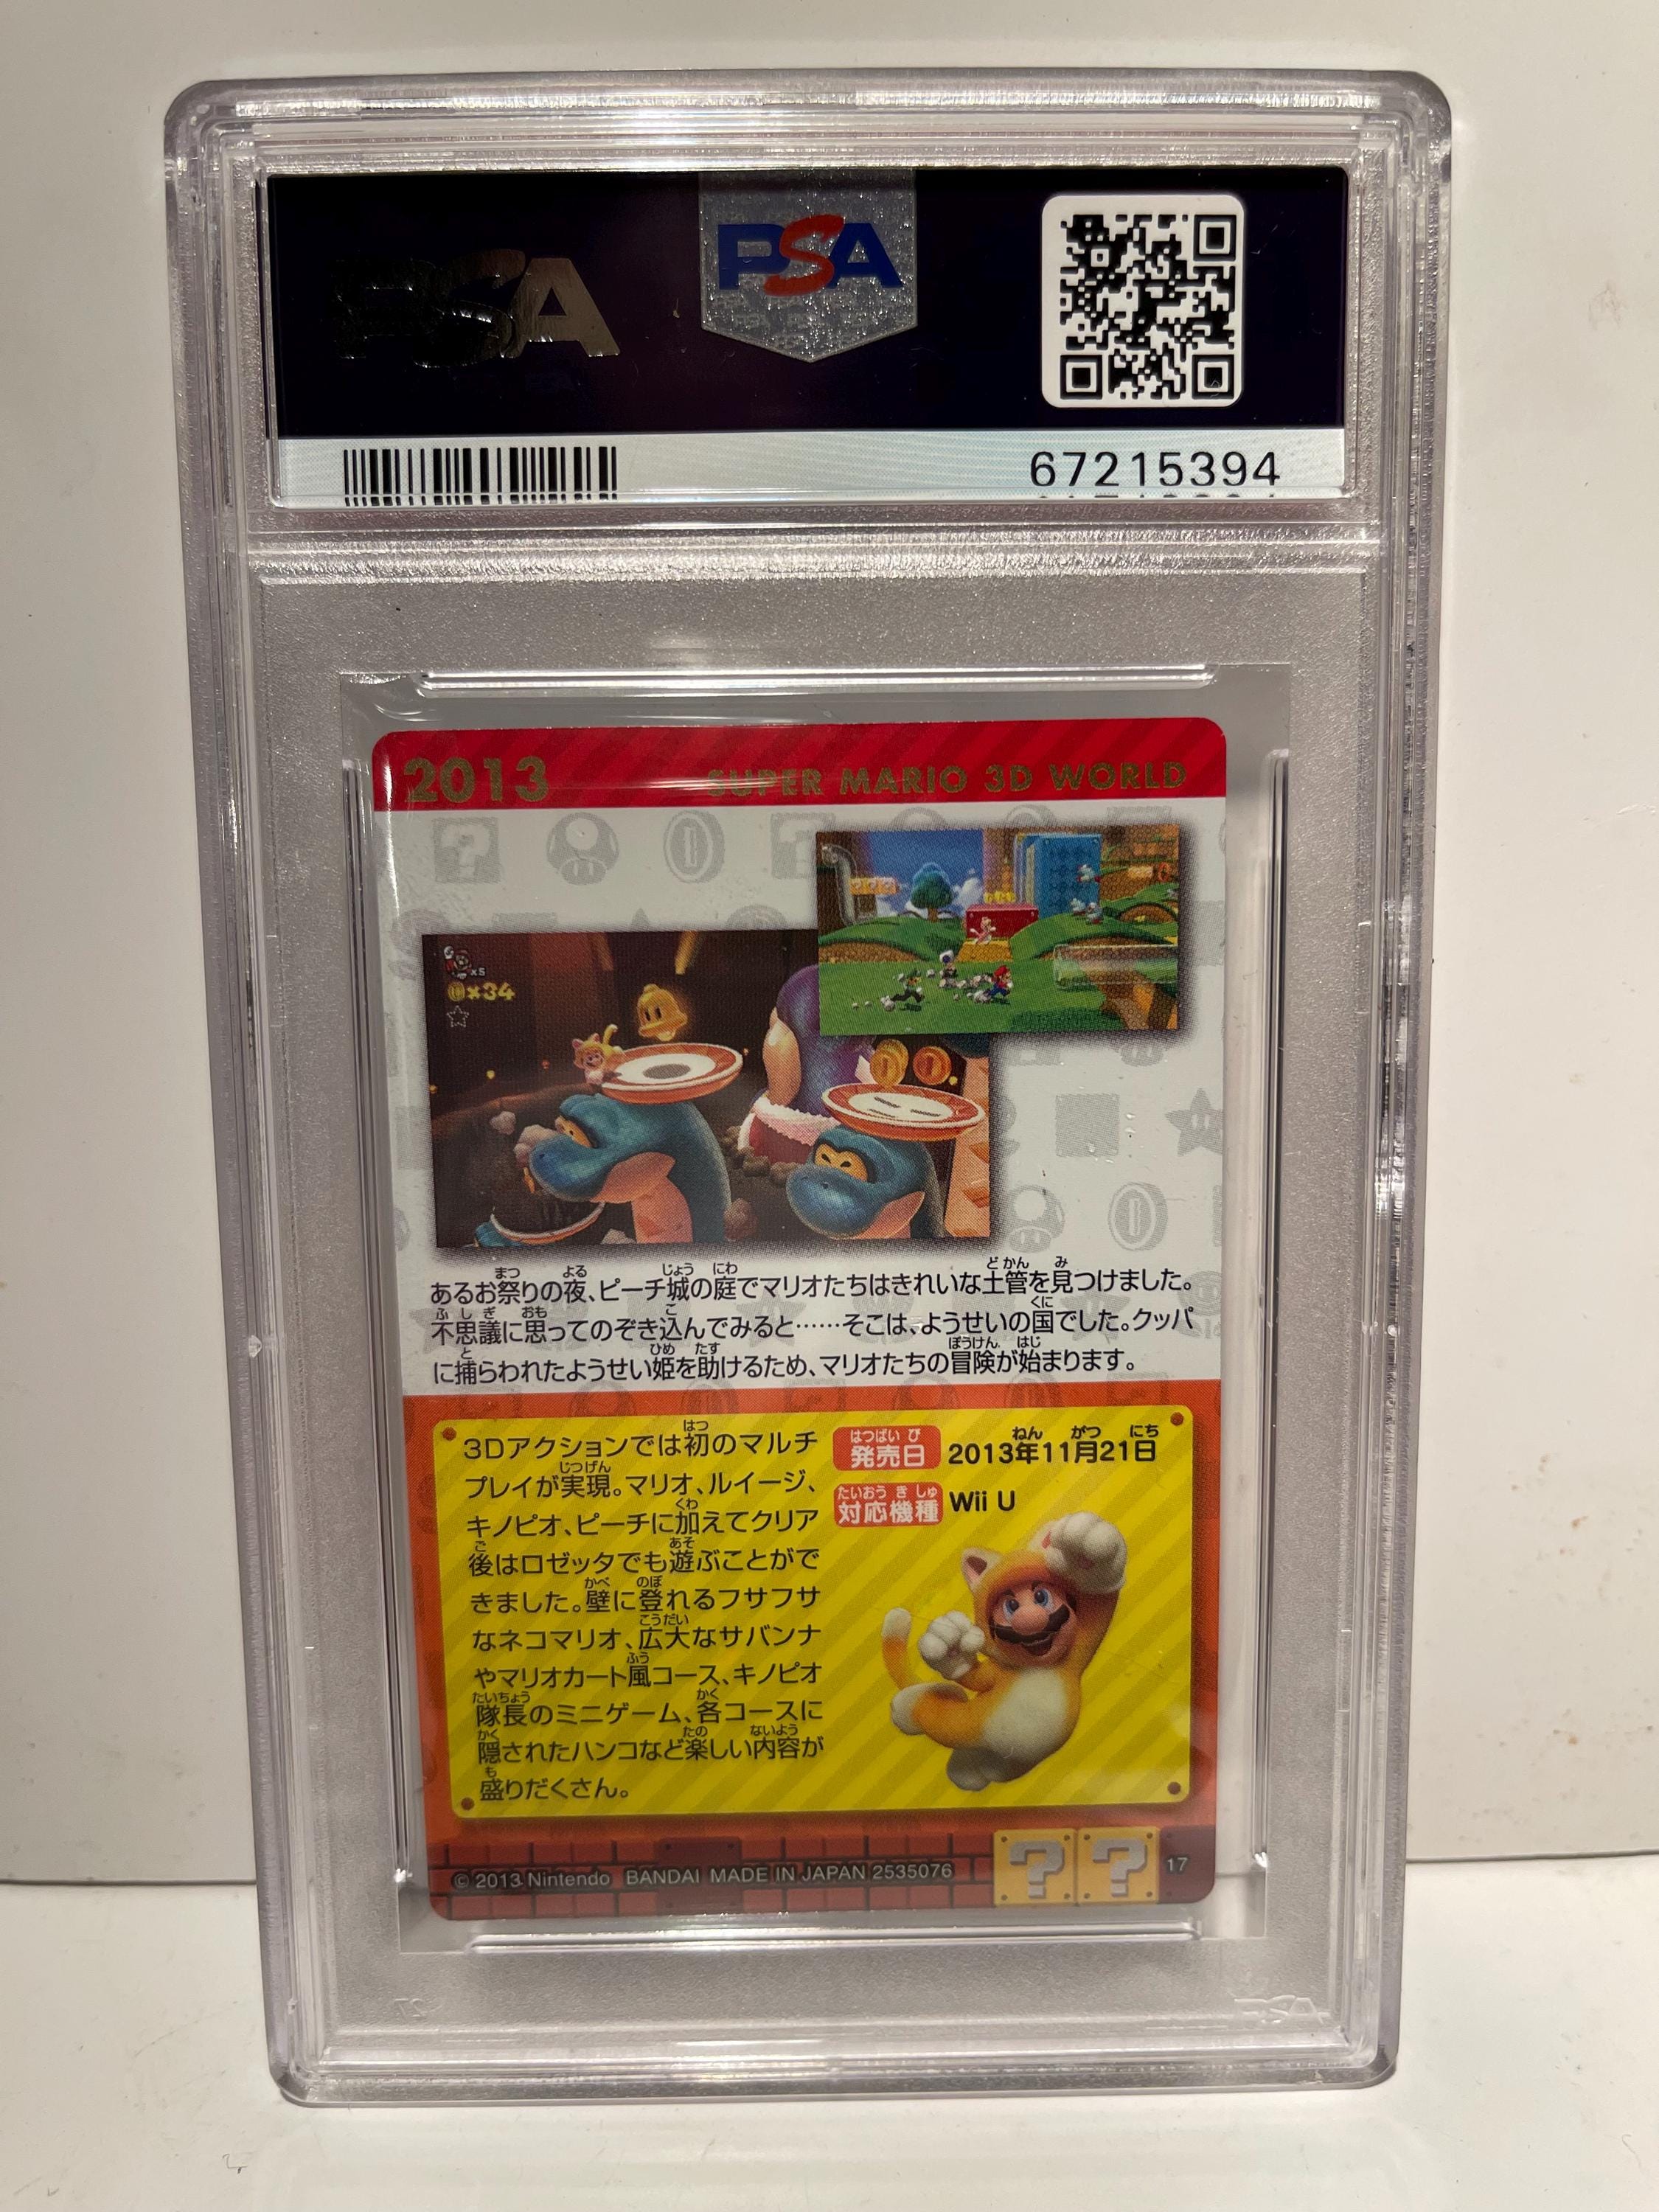 PSA
PSA
67215394
2013
SUPER MARIO 3D WORLD
×5
×34
あるお祭りの夜、ピーチ城の庭でマリオたちはきれいな土管を見つけました。
不思議に思ってのぞき込んでみると……そこは、ようせいの国でした。クッパ
に捕らわれたようせい姫を助けるため、マリオたちの冒険が始まります。
3Dアクションでは初のマルチ
プレイが実現。マリオ、ルイージ、
キノピオ、ピーチに加えてクリア
後はロゼッタでも遊ぶことがで
きました。壁に登れるフサフサ
なネコマリオ、広大なサバンナ
やマリオカート風コース、キノピオ
隊長のミニゲーム、各コースに
隠されたハンコなど楽しい内容が
盛りだくさん。
発売日 2013年11月21日
対応機種 Wii U
© 2013 Nintendo BANDAI MADE IN JAPAN 2535076
17
PSA